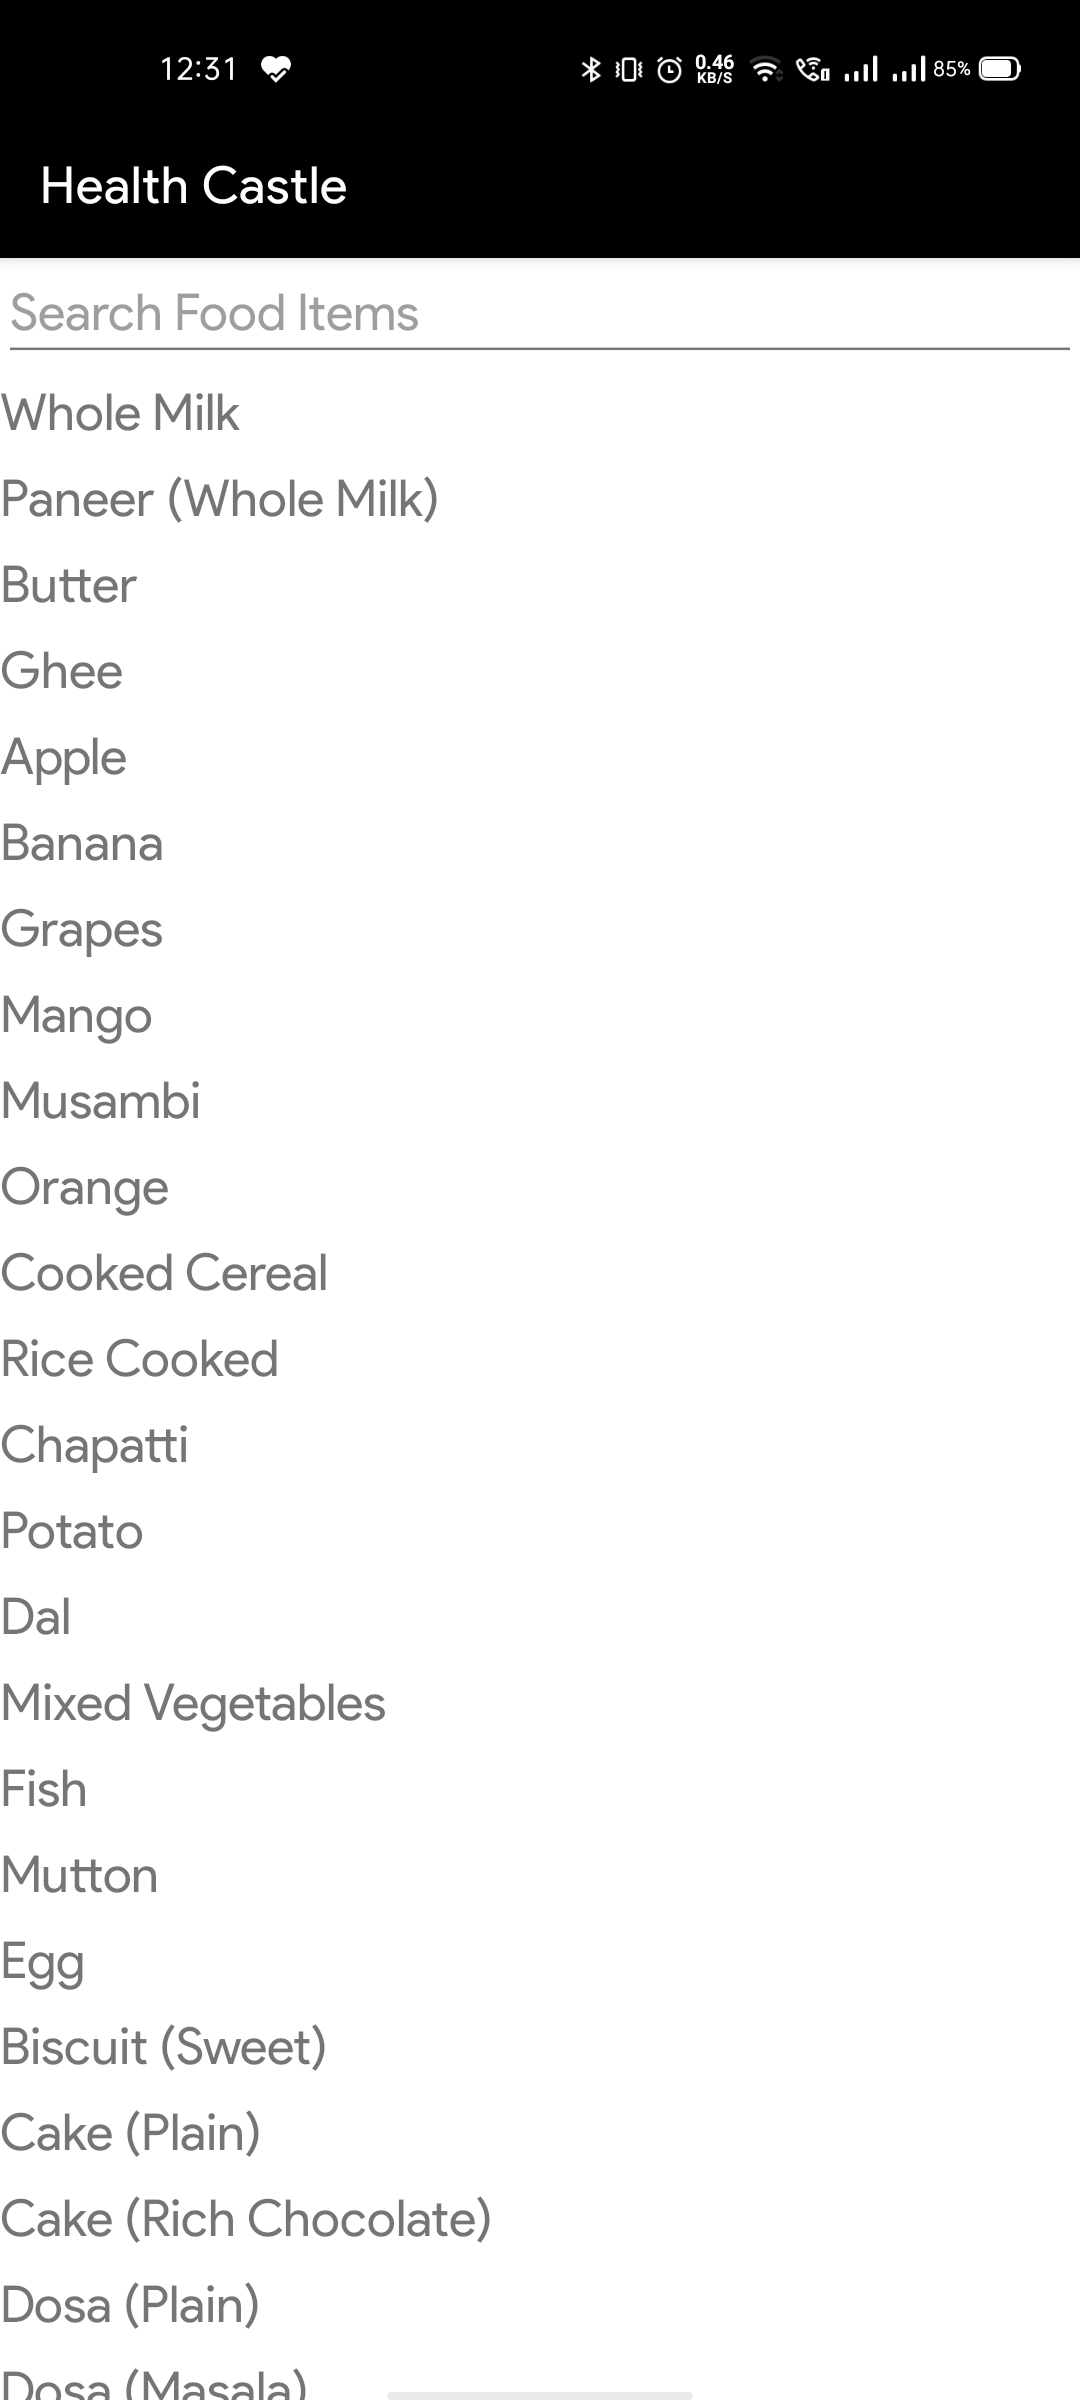 12:31 0.46 KB/S 85%
Health Castle
Search Food Items
Whole Milk
Paneer (Whole Milk)
Butter
Ghee
Apple
Banana
Grapes
Mango
Musambi
Orange
Cooked Cereal
Rice Cooked
Chapatti
Potato
Dal
Mixed Vegetables
Fish
Mutton
Egg
Biscuit (Sweet)
Cake (Plain)
Cake (Rich Chocolate)
Dosa (Plain)
Dosa (Masala)